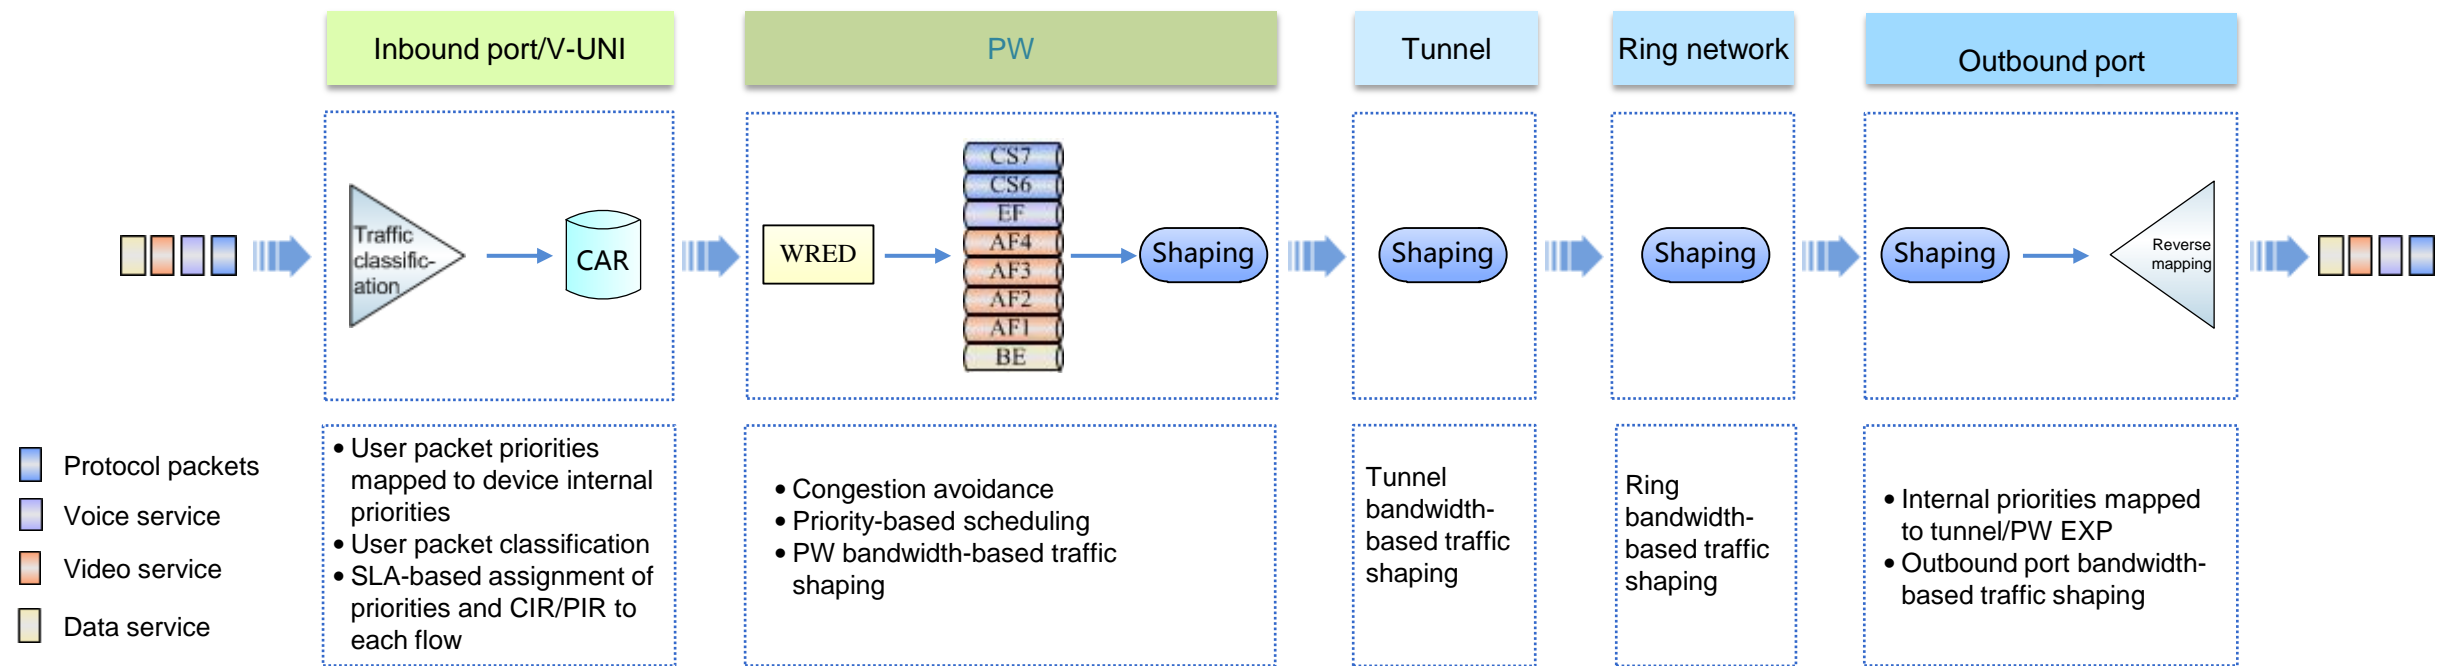 Inbound port/V-UNI
PW
Tunnel
Ring network
Outbound port
Traffic
classific-
ation
CAR
WRED
CS7
CS6
EF
AF4
AF3
AF2
AF1
BE
Shaping
Shaping
Shaping
Shaping
Reverse
mapping
Protocol packets
Voice service
Video service
Data service
• User packet priorities
mapped to device internal
priorities
• User packet classification
• SLA-based assignment of
priorities and CIR/PIR to
each flow
• Congestion avoidance
• Priority-based scheduling
• PW bandwidth-based traffic
shaping
Tunnel
bandwidth-
based traffic
shaping
Ring
bandwidth-
based traffic
shaping
• Internal priorities mapped
to tunnel/PW EXP
• Outbound port bandwidth-
based traffic shaping